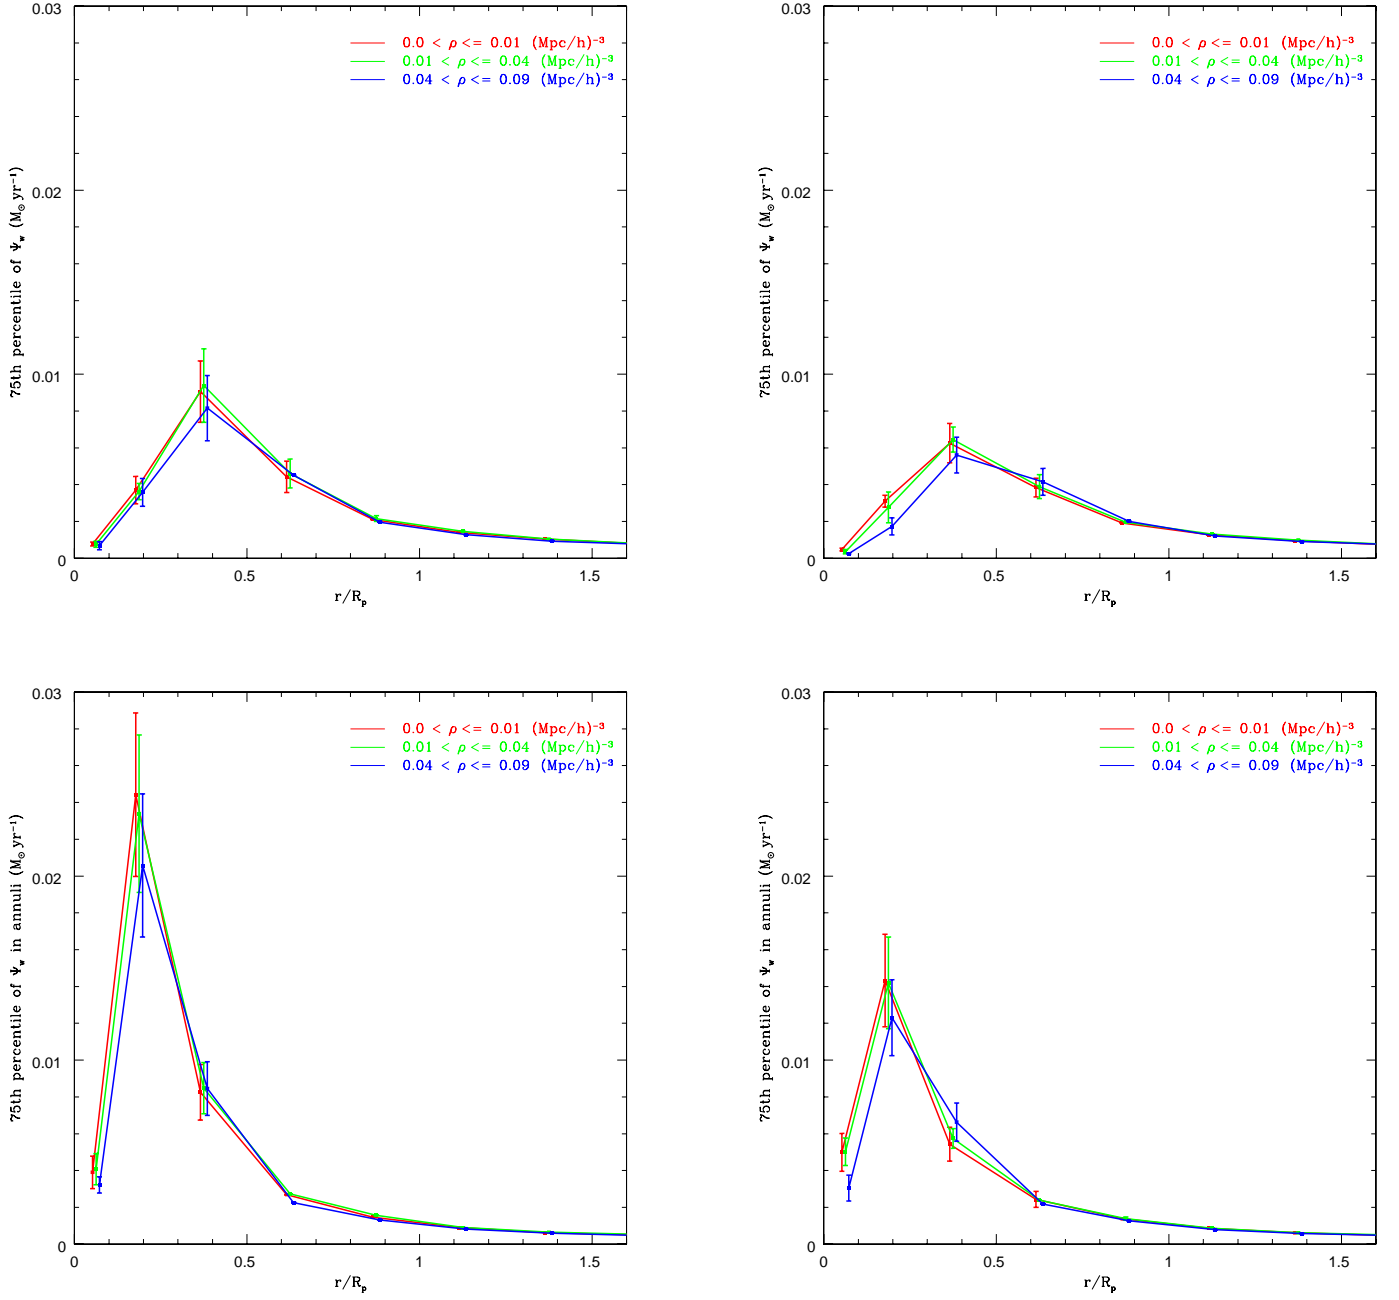 0.03
0.0 < ρ <= 0.01 (Mpc/h)⁻³
0.01 < ρ <= 0.04 (Mpc/h)⁻³
0.04 < ρ <= 0.09 (Mpc/h)⁻³
0.02
0.01
0
75th percentile of Ψw (M⊙ yr⁻¹)
0 0.5 1 1.5
r/Rp
0.03
0.0 < ρ <= 0.01 (Mpc/h)⁻³
0.01 < ρ <= 0.04 (Mpc/h)⁻³
0.04 < ρ <= 0.09 (Mpc/h)⁻³
0.02
0.01
0
75th percentile of Ψw (M⊙ yr⁻¹)
0 0.5 1 1.5
r/Rp
0.03
0.0 < ρ <= 0.01 (Mpc/h)⁻³
0.01 < ρ <= 0.04 (Mpc/h)⁻³
0.04 < ρ <= 0.09 (Mpc/h)⁻³
0.02
0.01
0
75th percentile of Ψw in annuli (M⊙ yr⁻¹)
0 0.5 1 1.5
r/Rp
0.03
0.0 < ρ <= 0.01 (Mpc/h)⁻³
0.01 < ρ <= 0.04 (Mpc/h)⁻³
0.04 < ρ <= 0.09 (Mpc/h)⁻³
0.02
0.01
0
75th percentile of Ψw in annuli (M⊙ yr⁻¹)
0 0.5 1 1.5
r/Rp